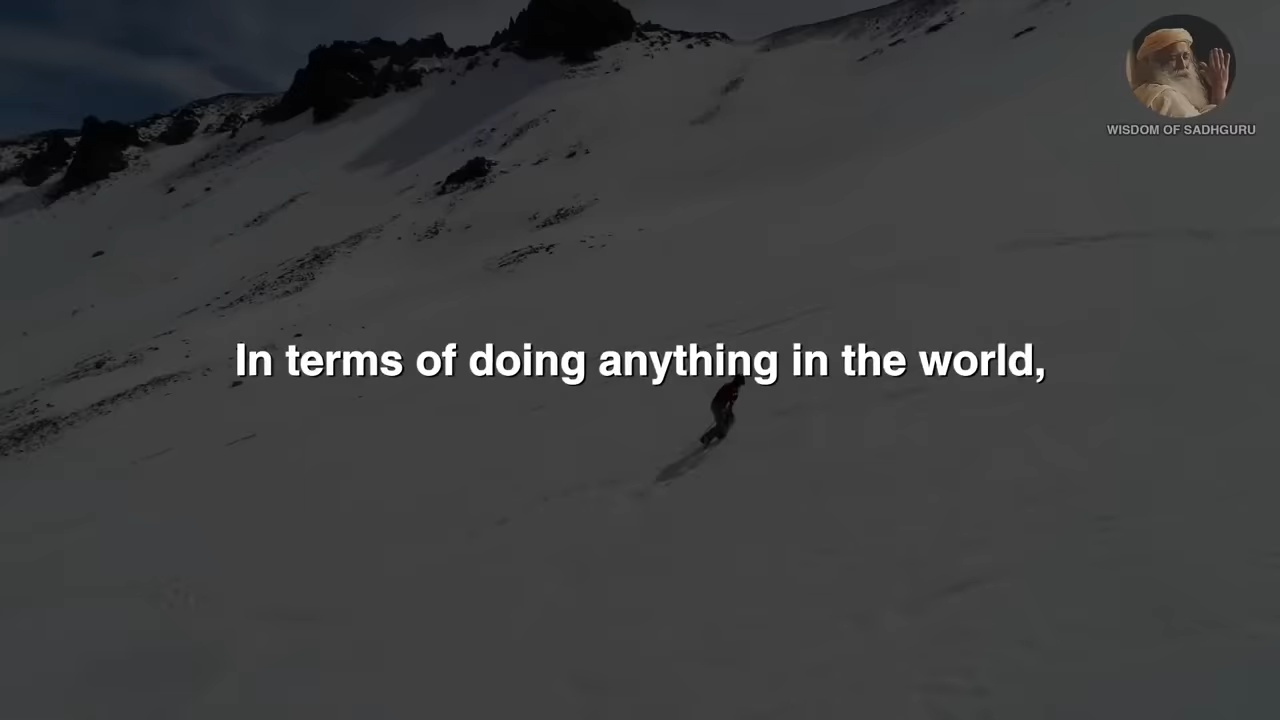 WISDOM OF SADHGURU
In terms of doing anything in the world,